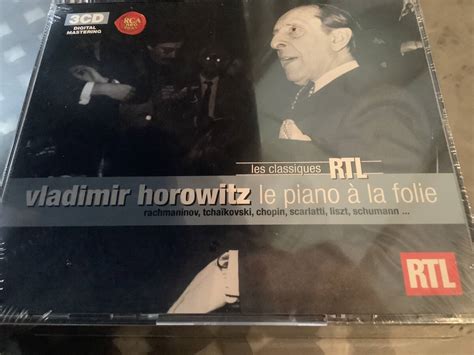 3CD
DIGITAL
MASTERING
RCA
les classiques RTL
vladimir horowitz le piano à la folie
rachmaninov, tchaïkovski, chopin, scarlatti, liszt, schumann ...
RTL